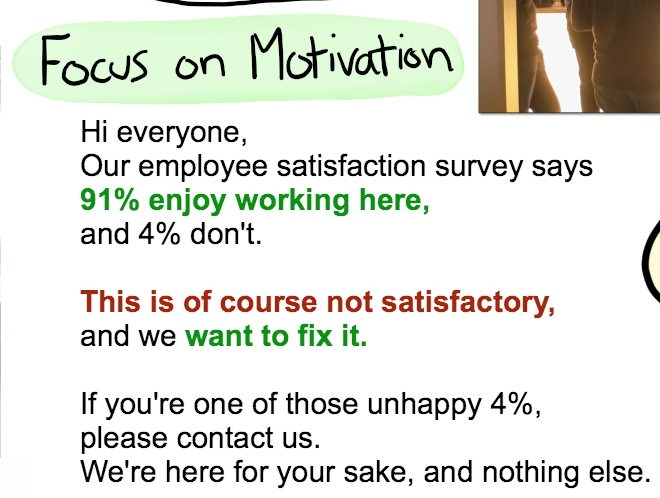 Focus on Motivation
Hi everyone,
Our employee satisfaction survey says
91% enjoy working here,
and 4% don't.
This is of course not satisfactory,
and we want to fix it.
If you're one of those unhappy 4%,
please contact us.
We're here for your sake, and nothing else.